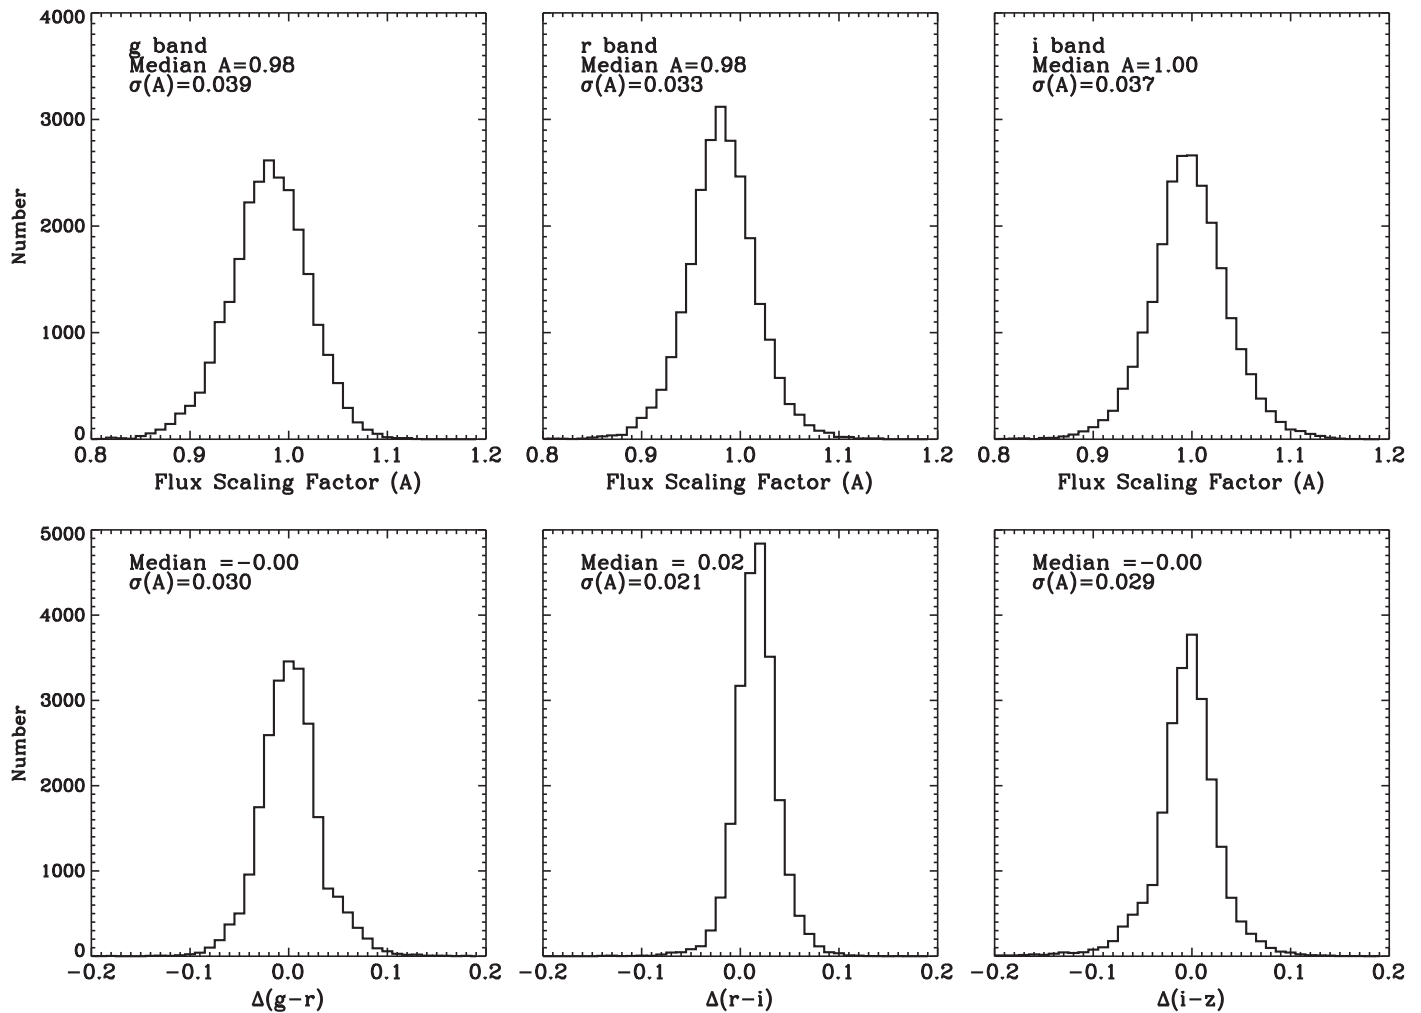 4000
3000
2000
1000
0
Number
g band
Median A=0.98
σ(A)=0.039
0.8 0.9 1.0 1.1 1.2
Flux Scaling Factor (A)
r band
Median A=0.98
σ(A)=0.033
0.8 0.9 1.0 1.1 1.2
Flux Scaling Factor (A)
i band
Median A=1.00
σ(A)=0.037
0.8 0.9 1.0 1.1 1.2
Flux Scaling Factor (A)
5000
4000
3000
2000
1000
0
Number
Median =-0.00
σ(A)=0.030
-0.2 -0.1 0.0 0.1 0.2
Δ(g-r)
Median = 0.02
σ(A)=0.021
-0.2 -0.1 0.0 0.1 0.2
Δ(r-i)
Median =-0.00
σ(A)=0.029
-0.2 -0.1 0.0 0.1 0.2
Δ(i-z)